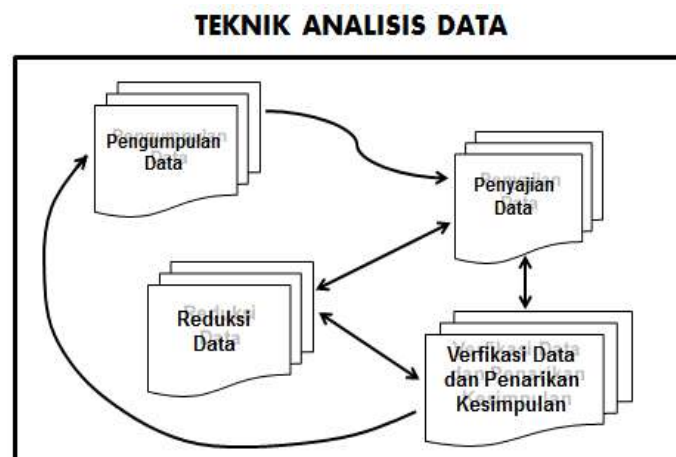 TEKNIK ANALISIS DATA
Pengumpulan
Data
Penyajian
Data
Reduksi
Data
Verfikasi Data
dan Penarikan
Kesimpulan